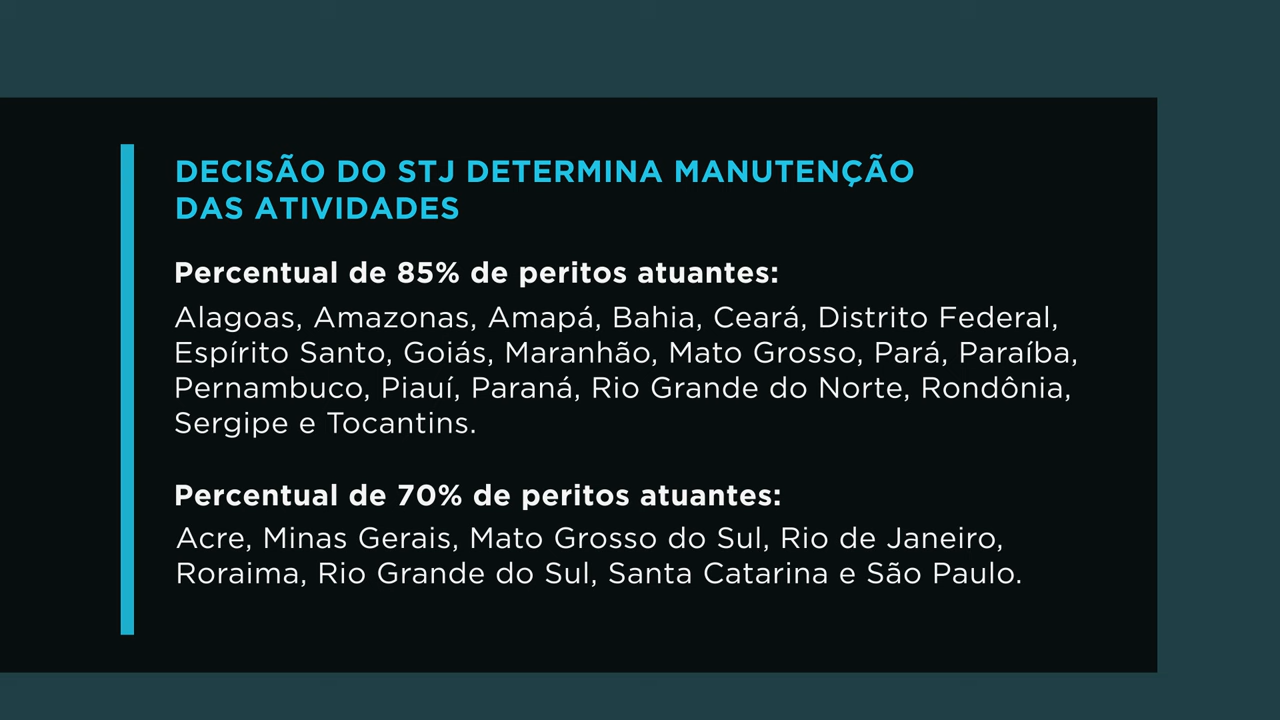 DECISÃO DO STJ DETERMINA MANUTENÇÃO
DAS ATIVIDADES
Percentual de 85% de peritos atuantes:
Alagoas, Amazonas, Amapá, Bahia, Ceará, Distrito Federal,
Espírito Santo, Goiás, Maranhão, Mato Grosso, Pará, Paraíba,
Pernambuco, Piauí, Paraná, Rio Grande do Norte, Rondônia,
Sergipe e Tocantins.
Percentual de 70% de peritos atuantes:
Acre, Minas Gerais, Mato Grosso do Sul, Rio de Janeiro,
Roraima, Rio Grande do Sul, Santa Catarina e São Paulo.